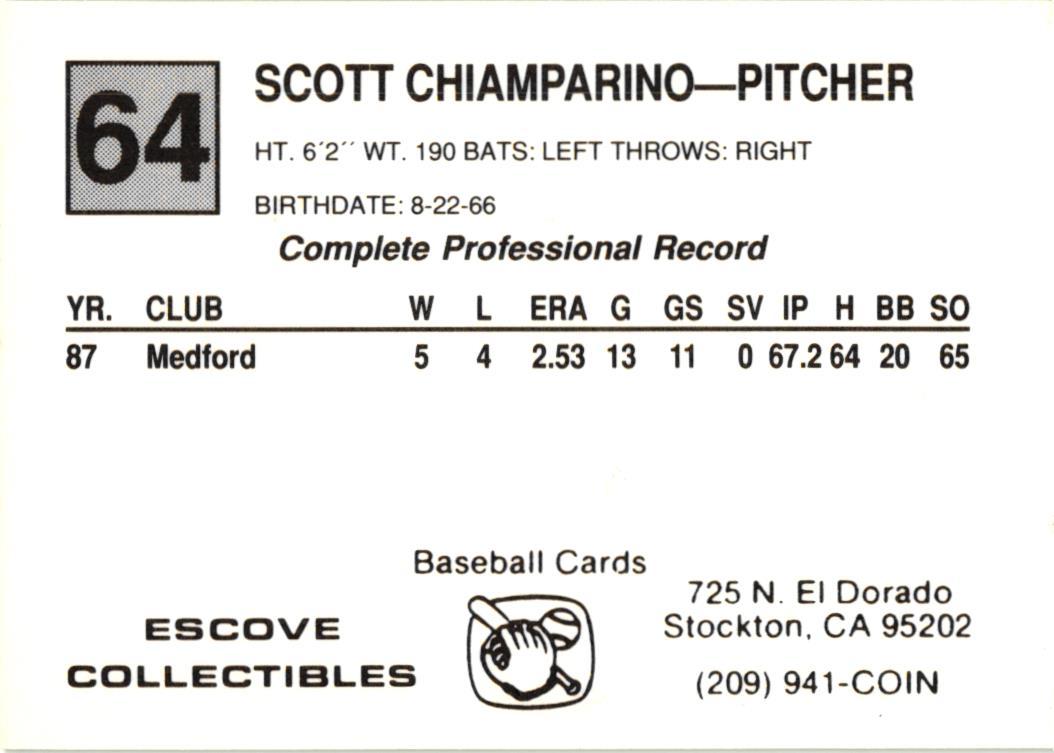 64
SCOTT CHIAMPARINO—PITCHER
HT. 6´2´´ WT. 190 BATS: LEFT THROWS: RIGHT
BIRTHDATE: 8-22-66
Complete Professional Record
YR. CLUB W L ERA G GS SV IP H BB SO
87 Medford 5 4 2.53 13 11 0 67.2 64 20 65
Baseball Cards
ESCOVE
COLLECTIBLES
725 N. El Dorado
Stockton, CA 95202
(209) 941-COIN